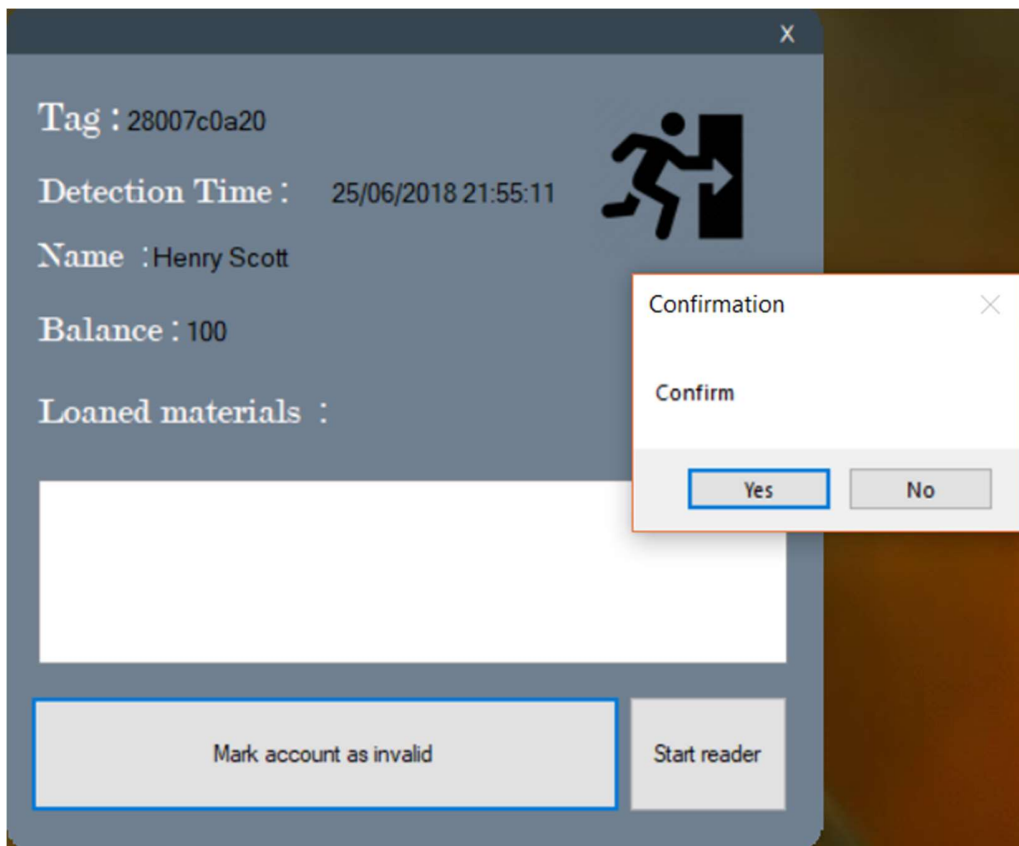 X
Tag : 28007c0a20
Detection Time : 25/06/2018 21:55:11
Name : Henry Scott
Balance : 100
Loaned materials :
Confirmation
Confirm
Yes No
Mark account as invalid Start reader